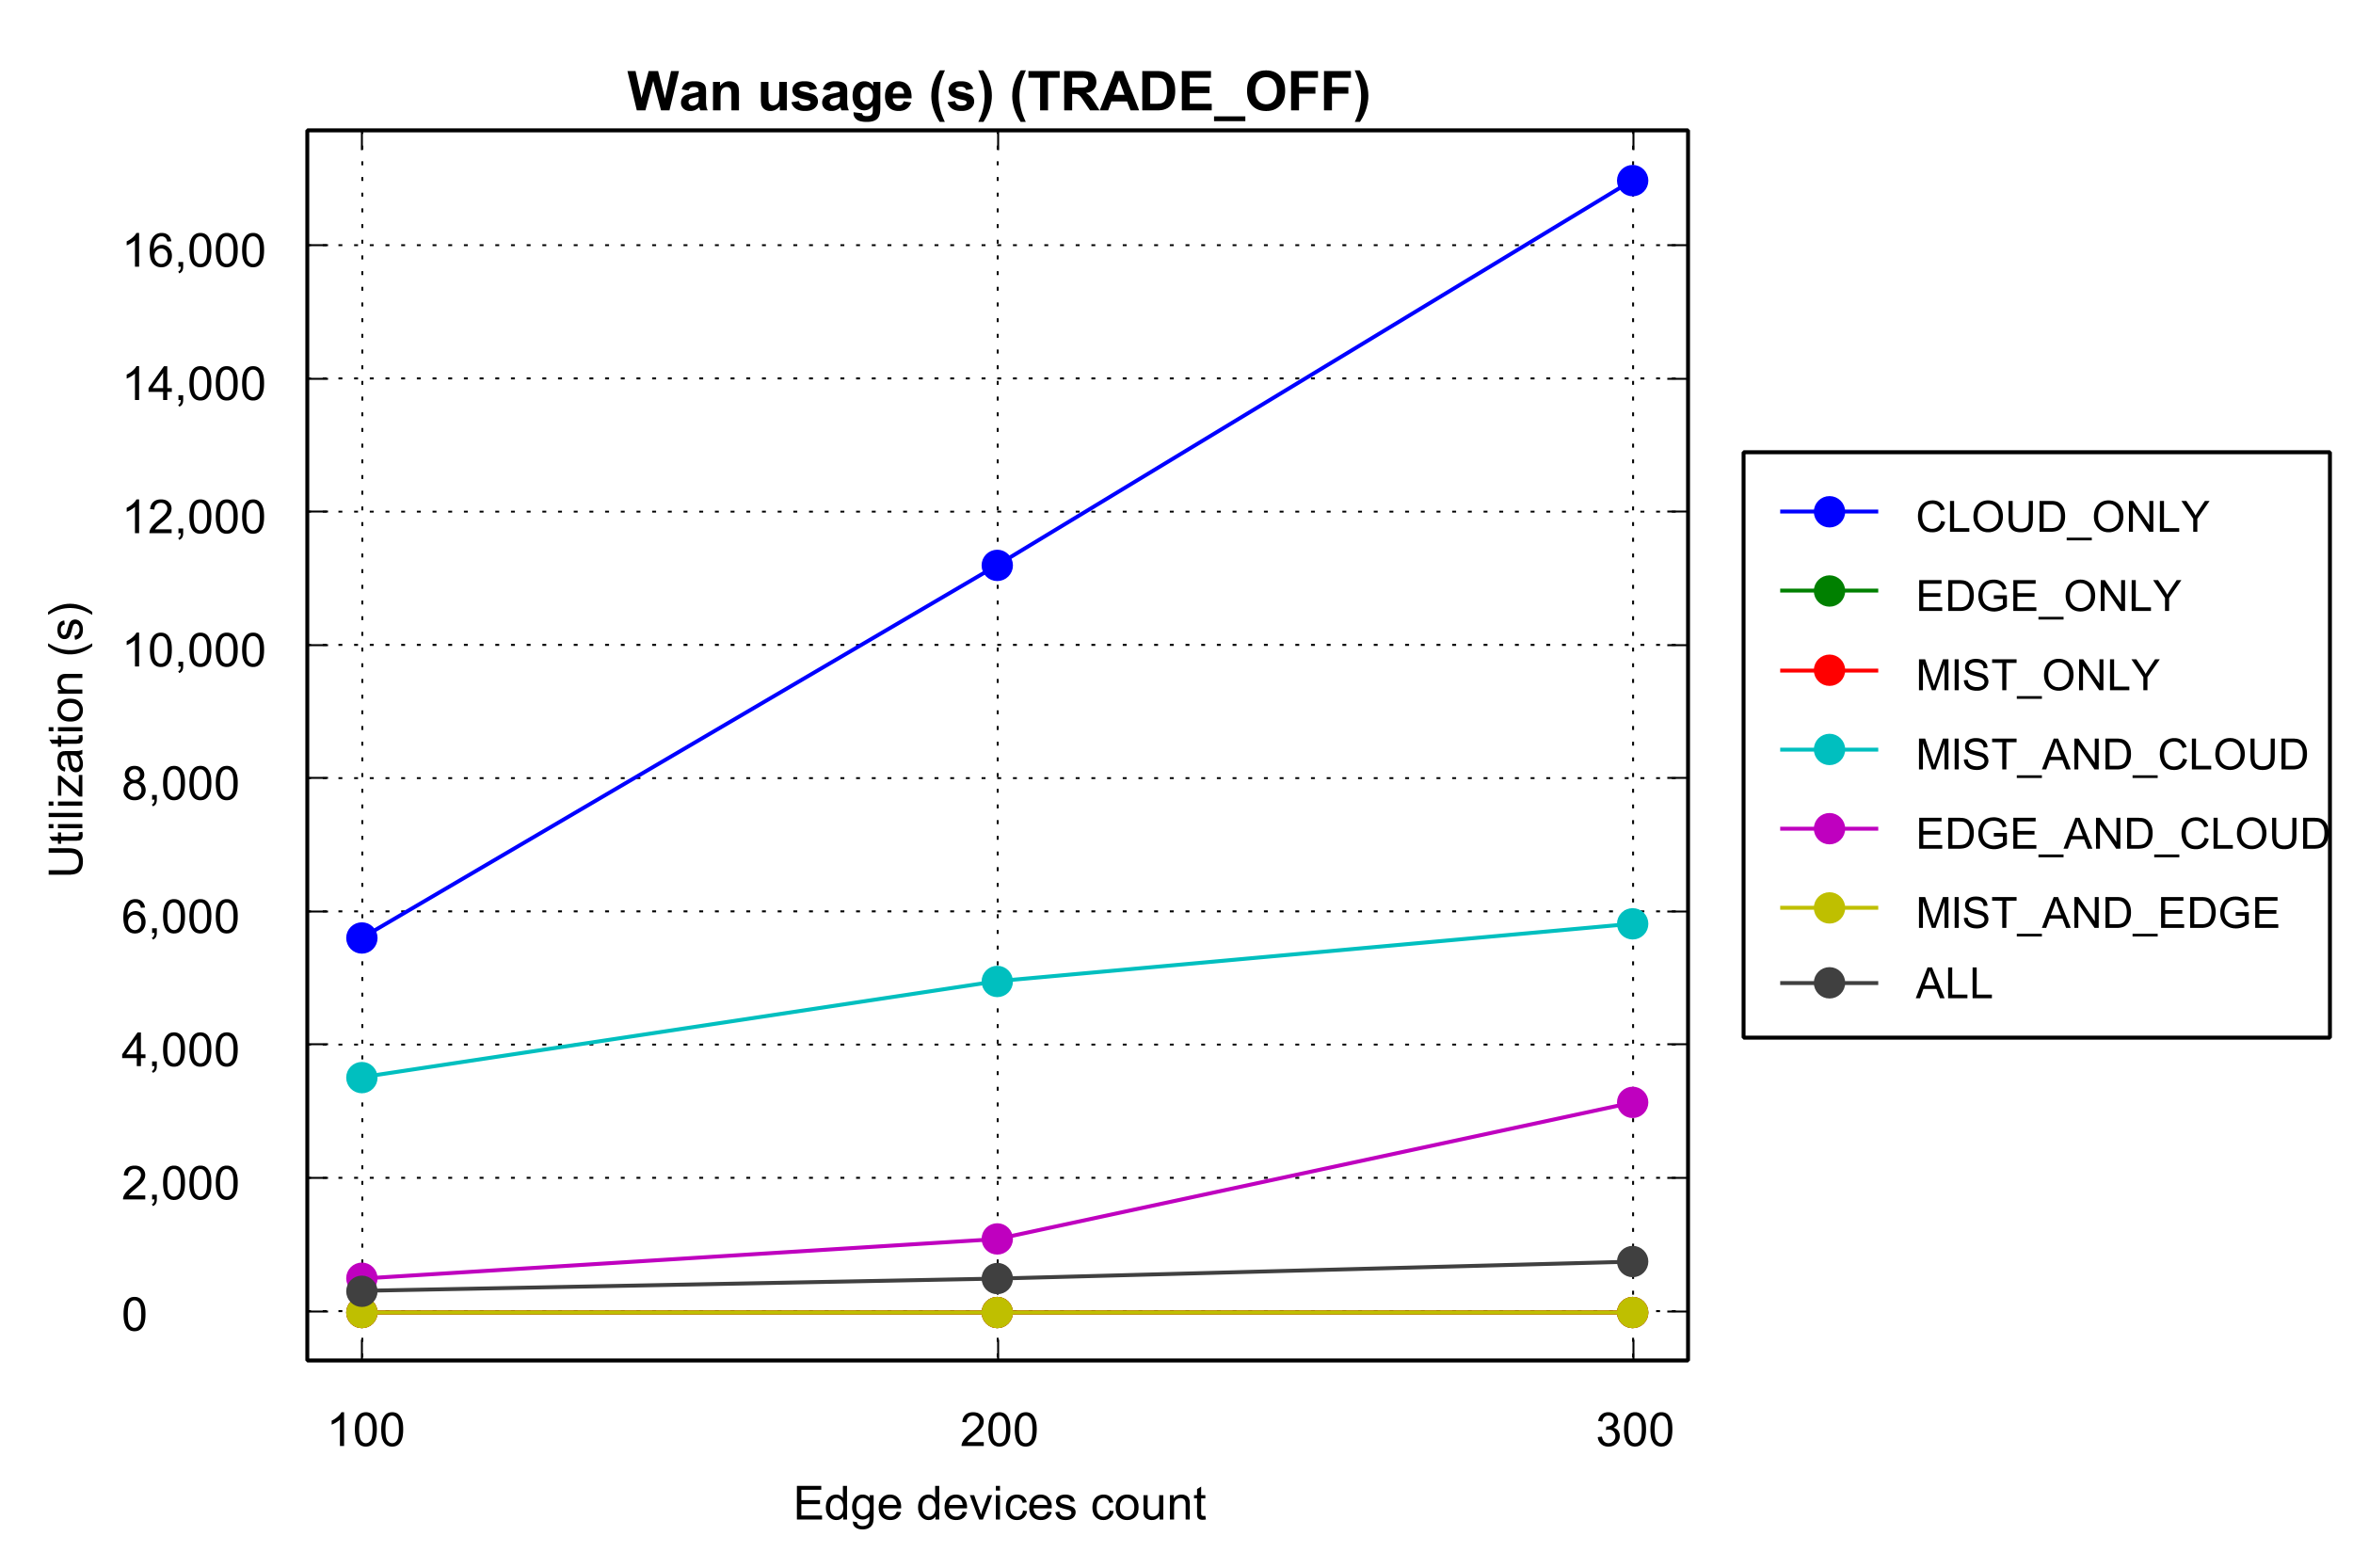 Wan usage (s) (TRADE_OFF)
16,000
14,000
12,000
10,000
8,000
6,000
4,000
2,000
0
Utilization (s)
100
200
300
Edge devices count
CLOUD_ONLY
EDGE_ONLY
MIST_ONLY
MIST_AND_CLOUD
EDGE_AND_CLOUD
MIST_AND_EDGE
ALL